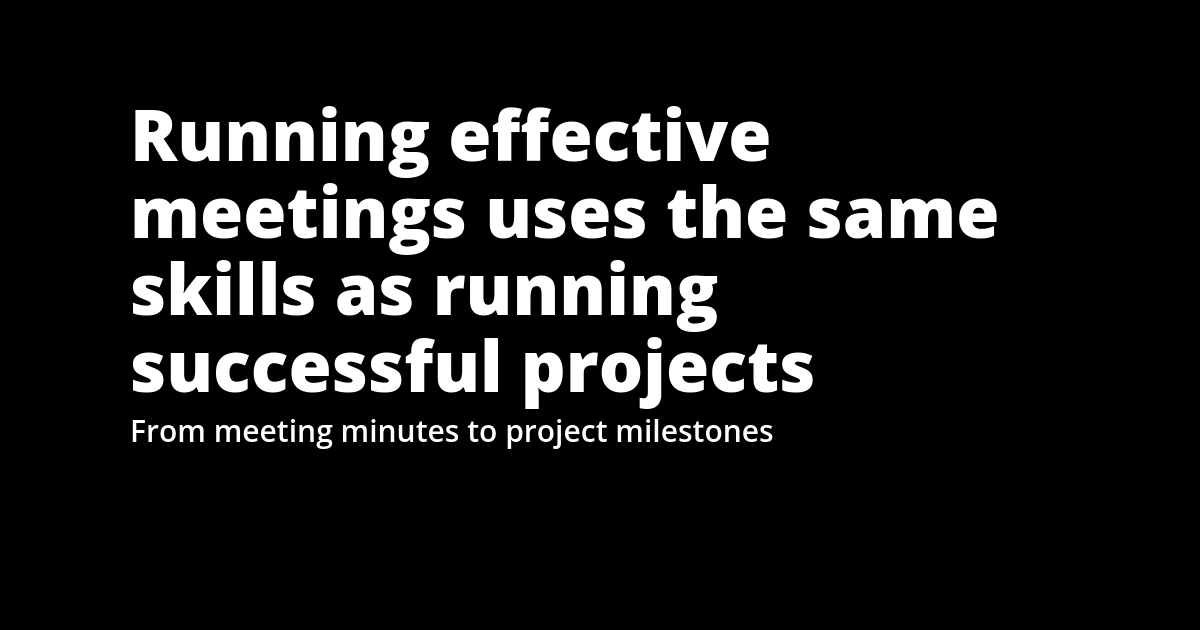 Running effective
meetings uses the same
skills as running
successful projects
From meeting minutes to project milestones